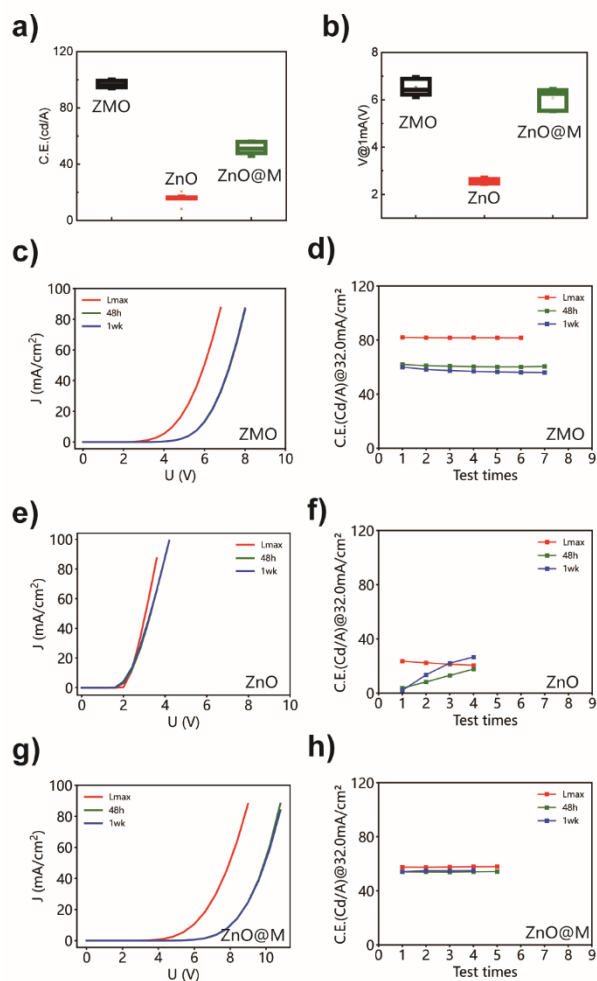 a)
120
80
40
0
C.E.(cd/A)
ZMO
ZnO
ZnO@M
b)
8
6
4
2
V@1mA(V)
ZMO
ZnO
ZnO@M
c)
100
80
60
40
20
0
J (mA/cm²)
Lmax
48h
1wk
ZMO
0 2 4 6 8 10
U (V)
d)
120
80
40
0
C.E.(Cd/A)@32.0mA/cm²
Lmax
48h
1wk
ZMO
0 1 2 3 4 5 6 7 8 9
Test times
e)
100
80
60
40
20
0
J (mA/cm²)
Lmax
48h
1wk
ZnO
0 2 4 6 8 10
U (V)
f)
120
80
40
0
C.E.(Cd/A)@32.0mA/cm²
Lmax
48h
1wk
ZnO
0 1 2 3 4 5 6 7 8 9
Test times
g)
100
80
60
40
20
0
J (mA/cm²)
Lmax
48h
1wk
ZnO@M
0 2 4 6 8 10
U (V)
h)
120
80
40
0
C.E.(Cd/A)@32.0mA/cm²
Lmax
48h
1wk
ZnO@M
0 1 2 3 4 5 6 7 8 9
Test times